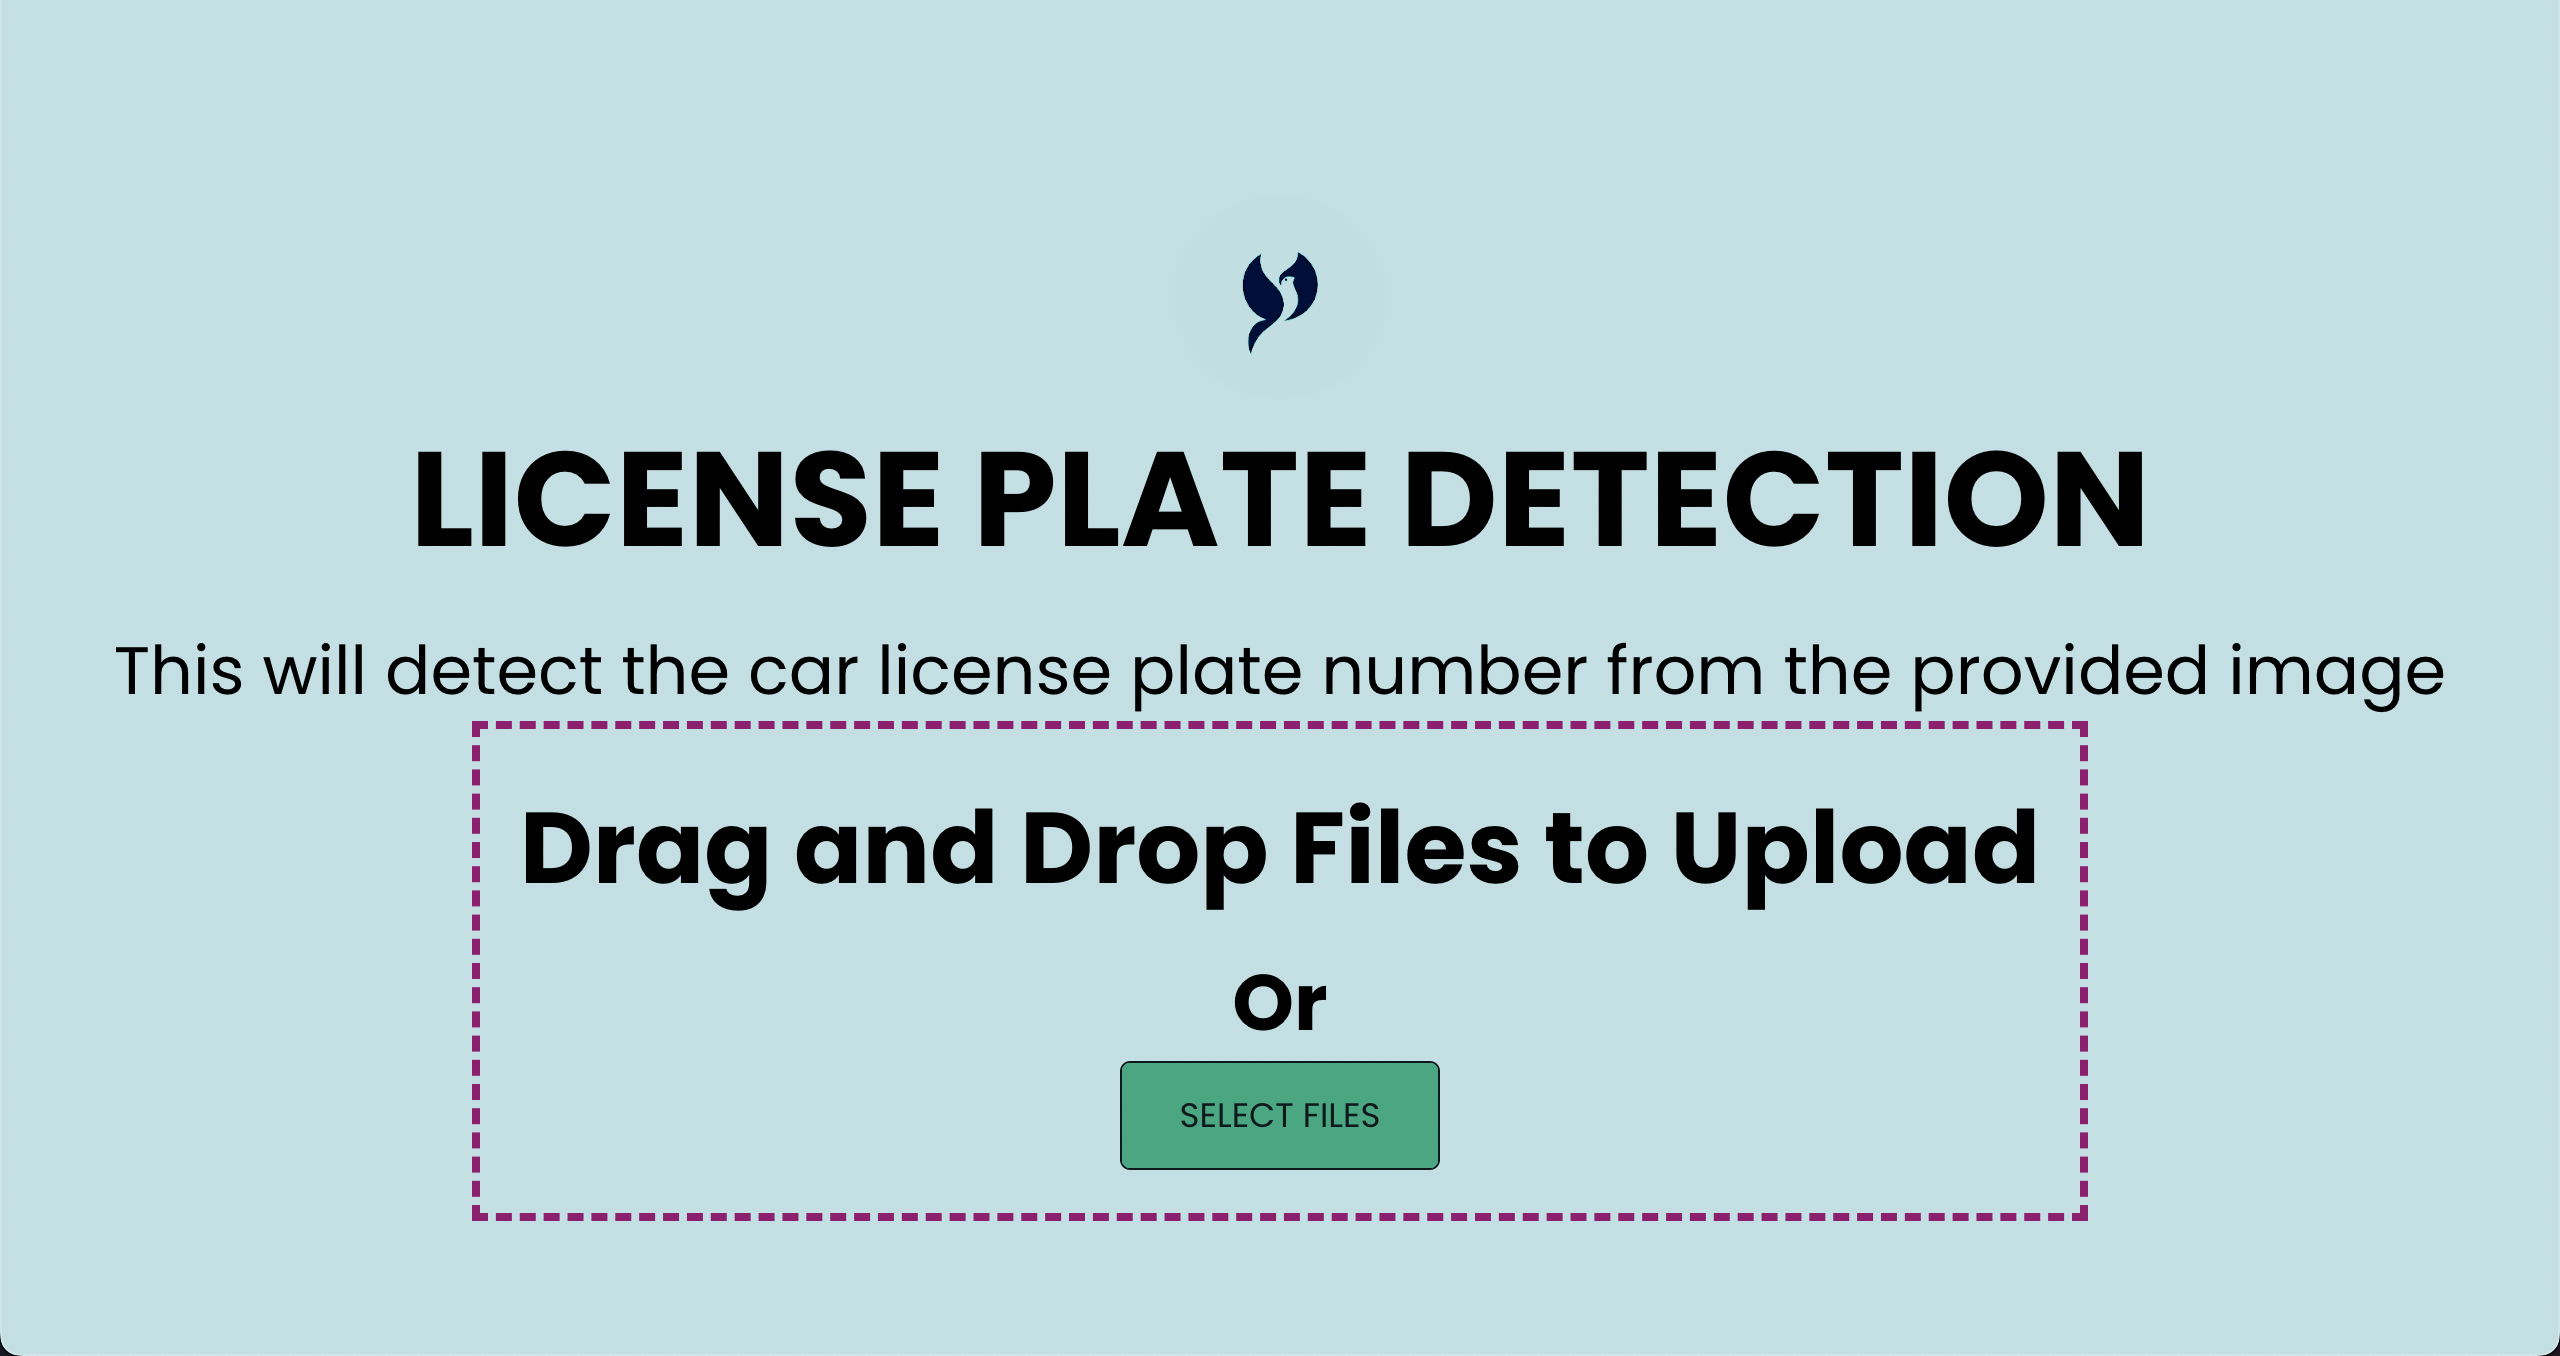 LICENSE PLATE DETECTION
This will detect the car license plate number from the provided image
Drag and Drop Files to Upload
Or
SELECT FILES